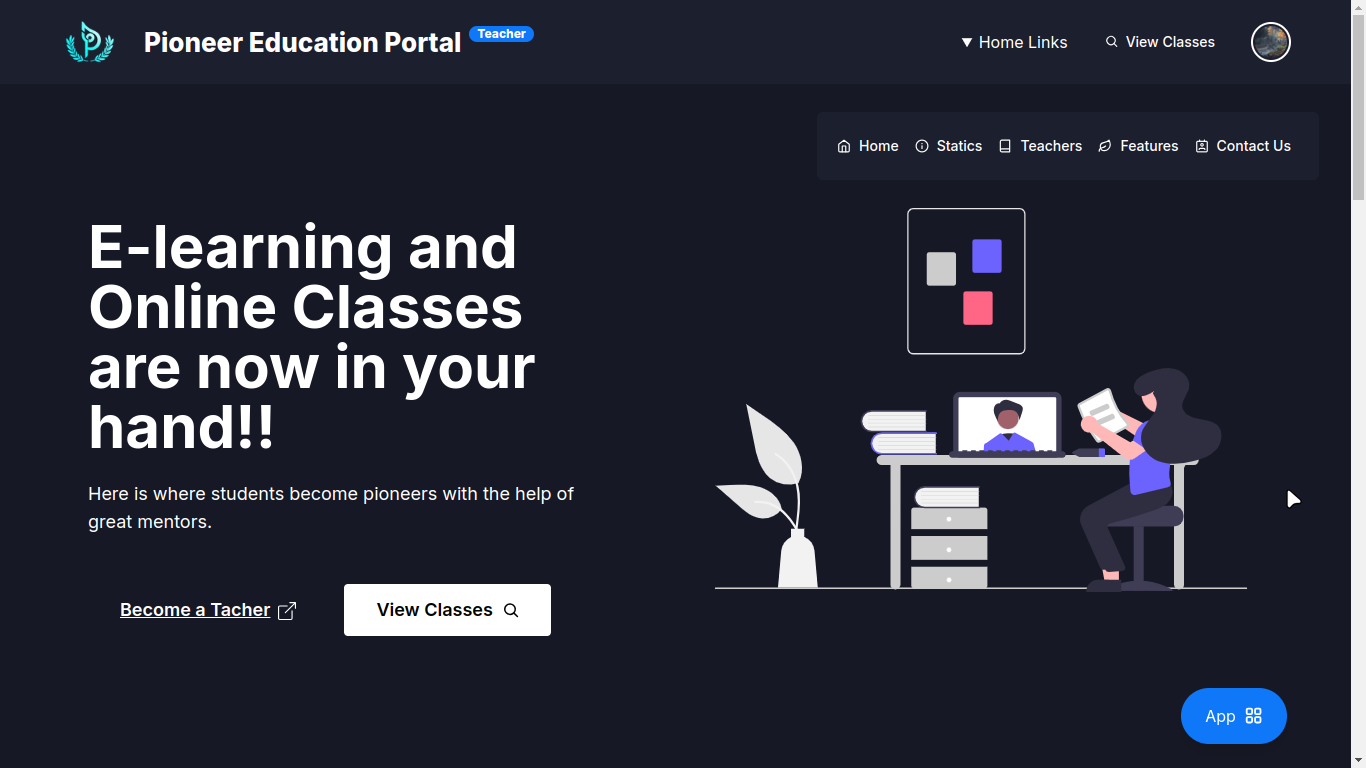 Pioneer Education Portal Teacher
▼ Home Links
View Classes
Home
Statics
Teachers
Features
Contact Us
E-learning and
Online Classes
are now in your
hand!!
Here is where students become pioneers with the help of
great mentors.
Become a Tacher
View Classes
App